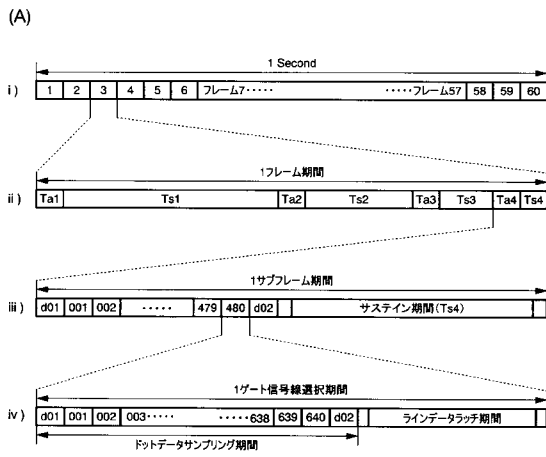 (A)
1 Second
i ) 1 2 3 4 5 6 フレーム7‥‥‥ ‥‥‥フレーム57 58 59 60
1フレーム期間
ii ) Ta1 Ts1 Ta2 Ts2 Ta3 Ts3 Ta4 Ts4
1サブフレーム期間
iii ) d01 001 002 ‥‥‥ 479 480 d02 サステイン期間(Ts4)
1ゲート信号線選択期間
iv ) d01 001 002 003‥‥‥ ‥‥‥638 639 640 d02 ラインデータラッチ期間
ドットデータサンプリング期間